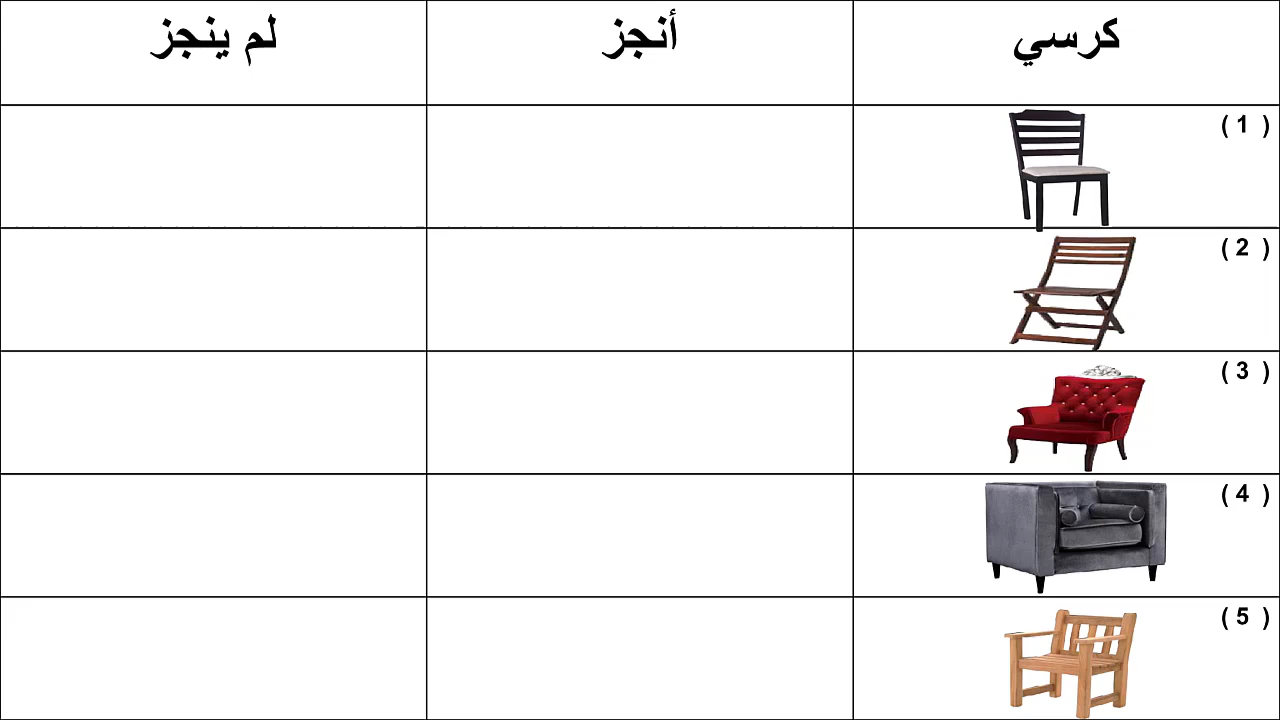 كرسي أنجز لم ينجز
( 1 )
( 2 )
( 3 )
( 4 )
( 5 )